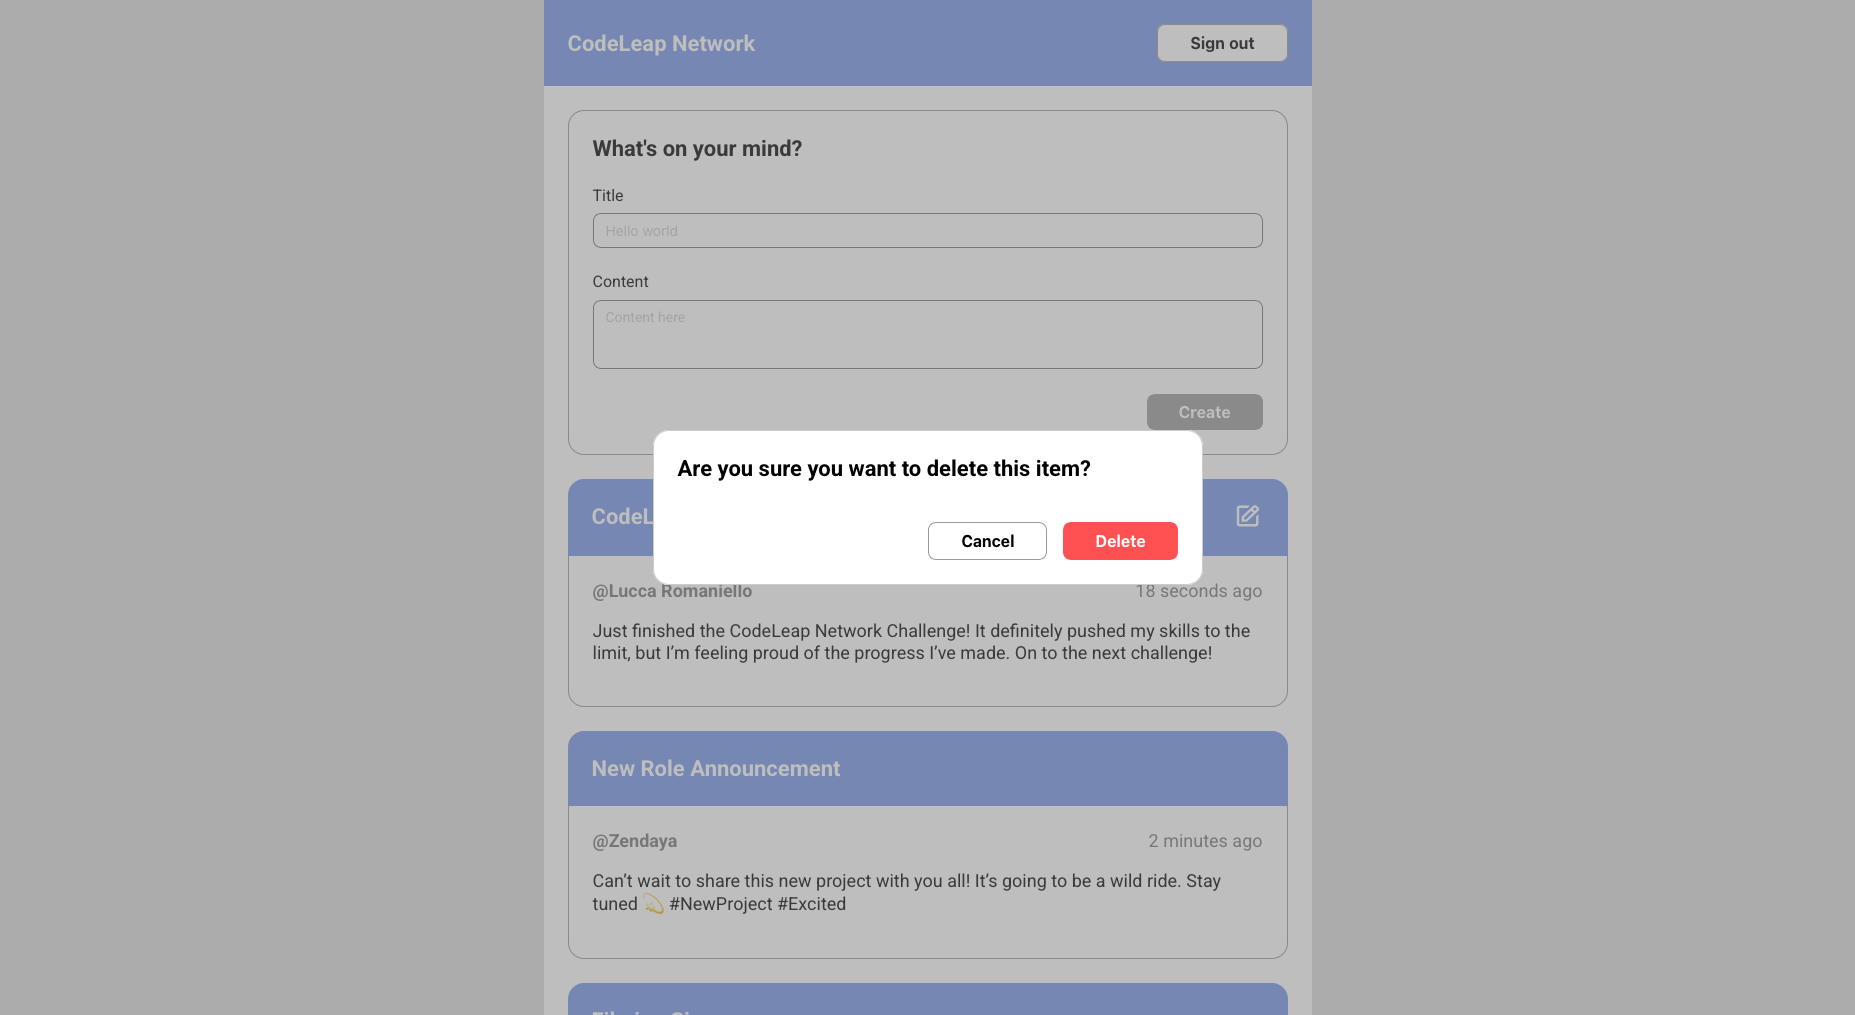 CodeLeap Network
Sign out
What's on your mind?
Title
Hello world
Content
Content here
Create
Are you sure you want to delete this item?
Cancel
Delete
@Lucca Romaniello
18 seconds ago
Just finished the CodeLeap Network Challenge! It definitely pushed my skills to the
limit, but I’m feeling proud of the progress I’ve made. On to the next challenge!
New Role Announcement
@Zendaya
2 minutes ago
Can’t wait to share this new project with you all! It’s going to be a wild ride. Stay
tuned 💫 #NewProject #Excited